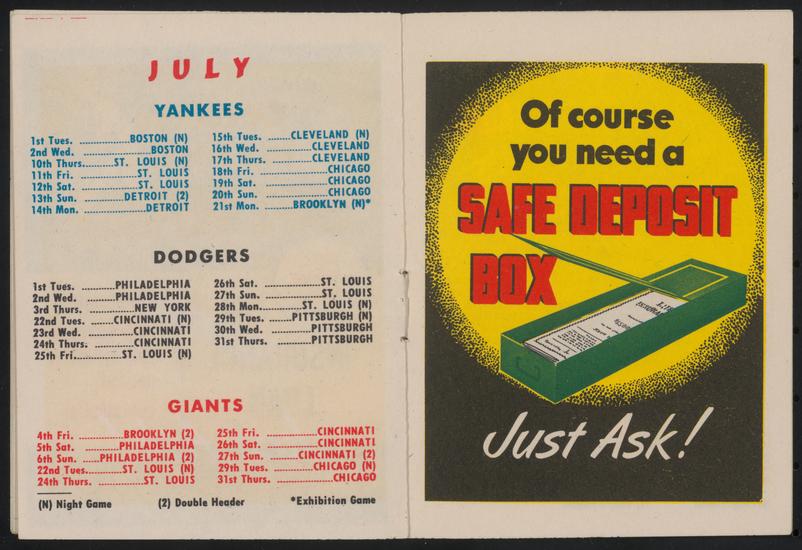 JULY
YANKEES
1st Tues. ............BOSTON (N)
2nd Wed. ............BOSTON
10th Thurs.......ST. LOUIS (N)
11th Fri. ............ST. LOUIS
12th Sat. ............ST. LOUIS
13th Sun. ........DETROIT (2)
14th Mon. ............DETROIT
15th Tues. ........CLEVELAND (N)
16th Wed. ............CLEVELAND
17th Thurs. ............CLEVELAND
18th Fri. ............CHICAGO
19th Sat. ............CHICAGO
20th Sun. ............CHICAGO
21st Mon. ........BROOKLYN (N)*
DODGERS
1st Tues. ............PHILADELPHIA
2nd Wed. ............PHILADELPHIA
3rd Thurs. ............NEW YORK
22nd Tues. ......CINCINNATI (N)
23rd Wed. ............CINCINNATI
24th Thurs. ............CINCINNATI
25th Fri............ST. LOUIS (N)
26th Sat. ............ST. LOUIS
27th Sun. ............ST. LOUIS
28th Mon.........ST. LOUIS (N)
29th Tues. ......PITTSBURGH (N)
30th Wed. ............PITTSBURGH
31st Thurs. ............PITTSBURGH
GIANTS
4th Fri. ............BROOKLYN (2)
5th Sat. ............PHILADELPHIA
6th Sun. .....PHILADELPHIA (2)
22nd Tues.........ST. LOUIS (N)
24th Thurs. ............ST. LOUIS
25th Fri. ............CINCINNATI
26th Sat. ............CINCINNATI
27th Sun. ........CINCINNATI (2)
29th Tues. ............CHICAGO (N)
31st Thurs. ............CHICAGO
(N) Night Game (2) Double Header *Exhibition Game
Of course
you need a
SAFE DEPOSIT
BOX
Just Ask!